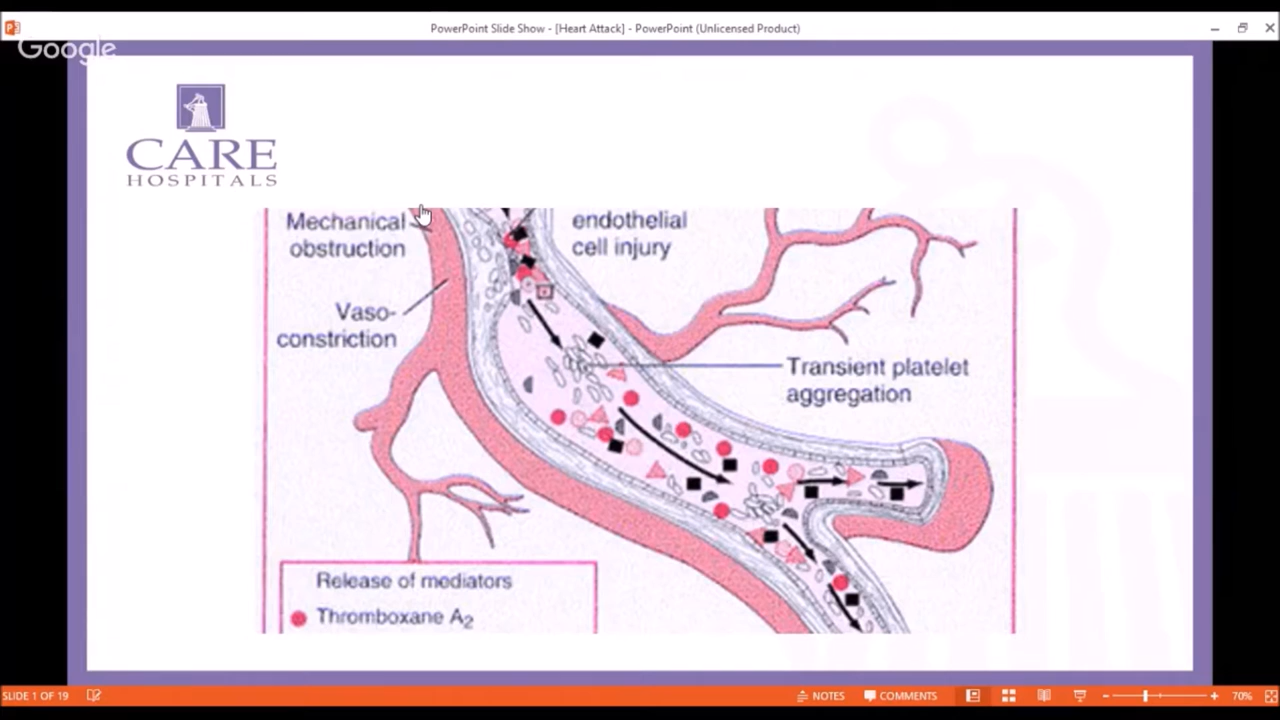 PowerPoint Slide Show - [Heart Attack] - PowerPoint (Unlicensed Product)
Google
CARE
HOSPITALS
Mechanical
obstruction
endothelial
cell injury
Vaso-
constriction
Transient platelet
aggregation
Release of mediators
Thromboxane A2
SLIDE 1 OF 19
NOTES
COMMENTS
70%